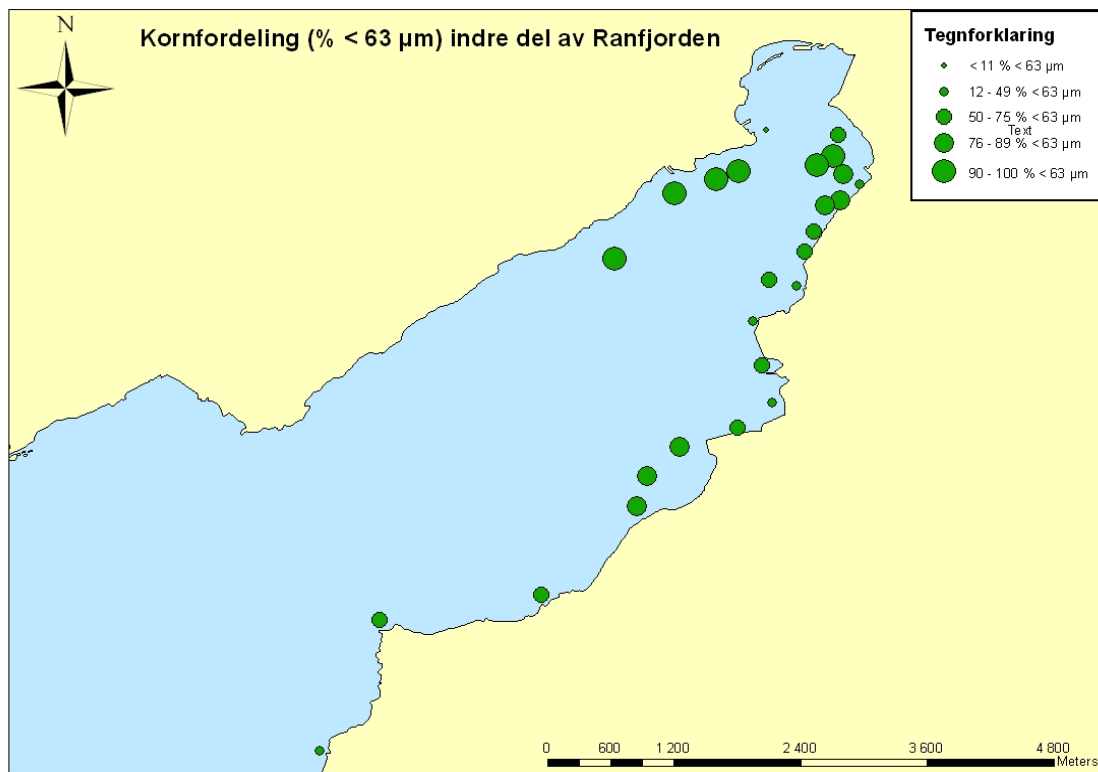 N
Kornfordeling (% < 63 µm) indre del av Ranfjorden
Tegnforklaring
< 11 % < 63 µm
12 - 49 % < 63 µm
50 - 75 % < 63 µm
Text
76 - 89 % < 63 µm
90 - 100 % < 63 µm
0 600 1 200 2 400 3 600 4 800
Meters